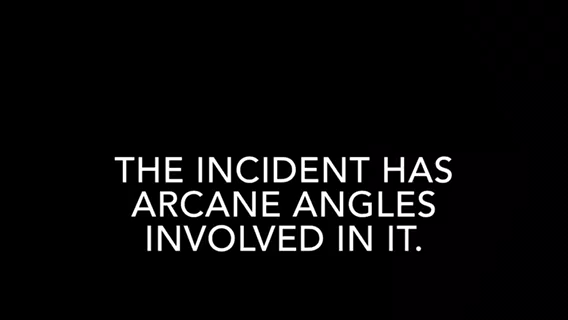 THE INCIDENT HAS
ARCANE ANGLES
INVOLVED IN IT.